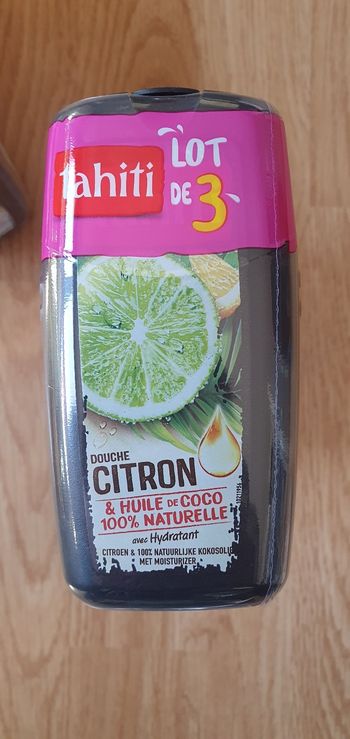 tahiti
LOT
DE 3
DOUCHE
CITRON
& HUILE DE COCO
100% NATURELLE
avec Hydratant
CITROEN & 100% NATUURLIJKE KOKOSOLIE
MET MOISTURIZER